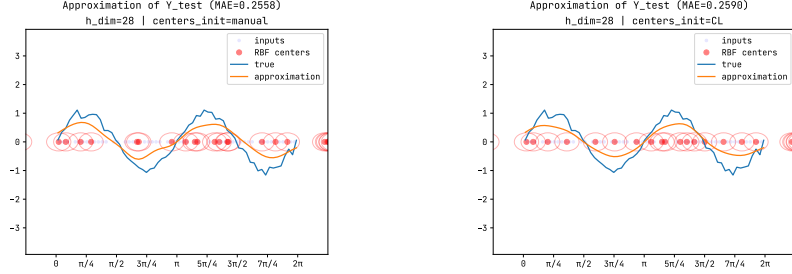 Approximation of Y_test (MAE=0.2558)
h_dim=28 | centers_init=manual
inputs
RBF centers
true
approximation
3
2
1
0
−1
−2
−3
0 π/4 π/2 3π/4 π 5π/4 3π/2 7π/4 2π
Approximation of Y_test (MAE=0.2590)
h_dim=28 | centers_init=CL
inputs
RBF centers
true
approximation
3
2
1
0
−1
−2
−3
0 π/4 π/2 3π/4 π 5π/4 3π/2 7π/4 2π